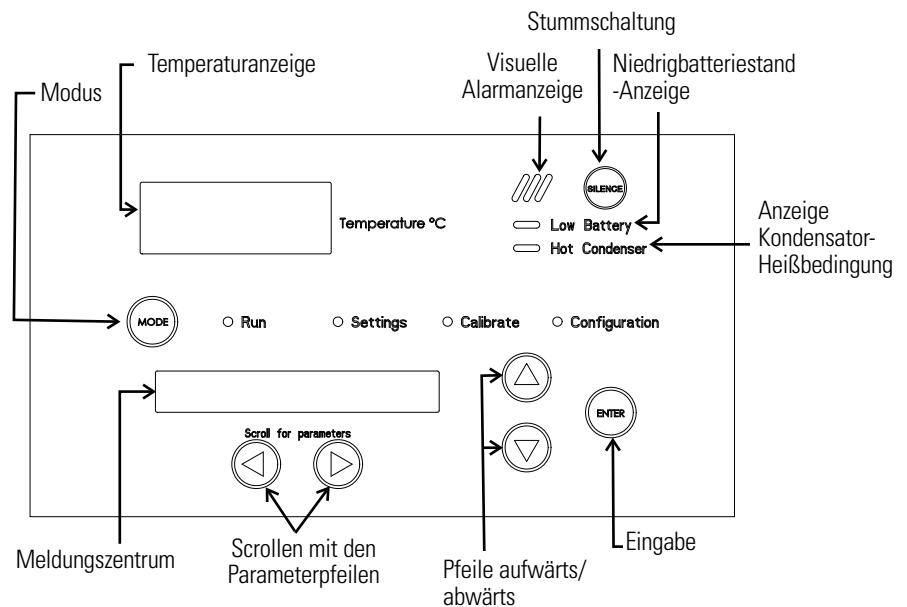 Stummschaltung
Temperaturanzeige
Visuelle
Alarmanzeige
Niedrigbatteriestand
-Anzeige
Modus
SILENCE
Temperature °C
Low Battery
Hot Condenser
Anzeige
Kondensator-
Heißbedingung
MODE
Run
Settings
Calibrate
Configuration
ENTER
Scroll for parameters
Meldungszentrum
Scrollen mit den
Parameterpfeilen
Pfeile aufwärts/
abwärts
Eingabe